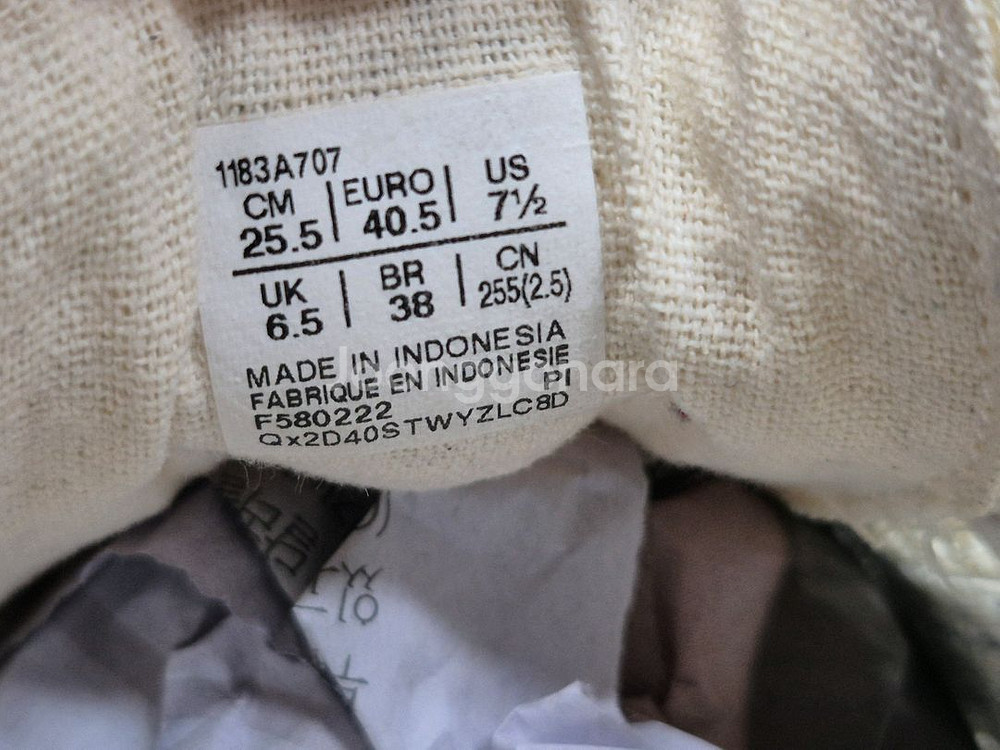 1183A707
CM | EURO | US
25.5 | 40.5 | 7½
UK | BR | CN
6.5 | 38 | 255(2.5)
MADE IN INDONESIA
FABRIQUE EN INDONESIE
PI
F580222
Qx2D40STWYZLC8D